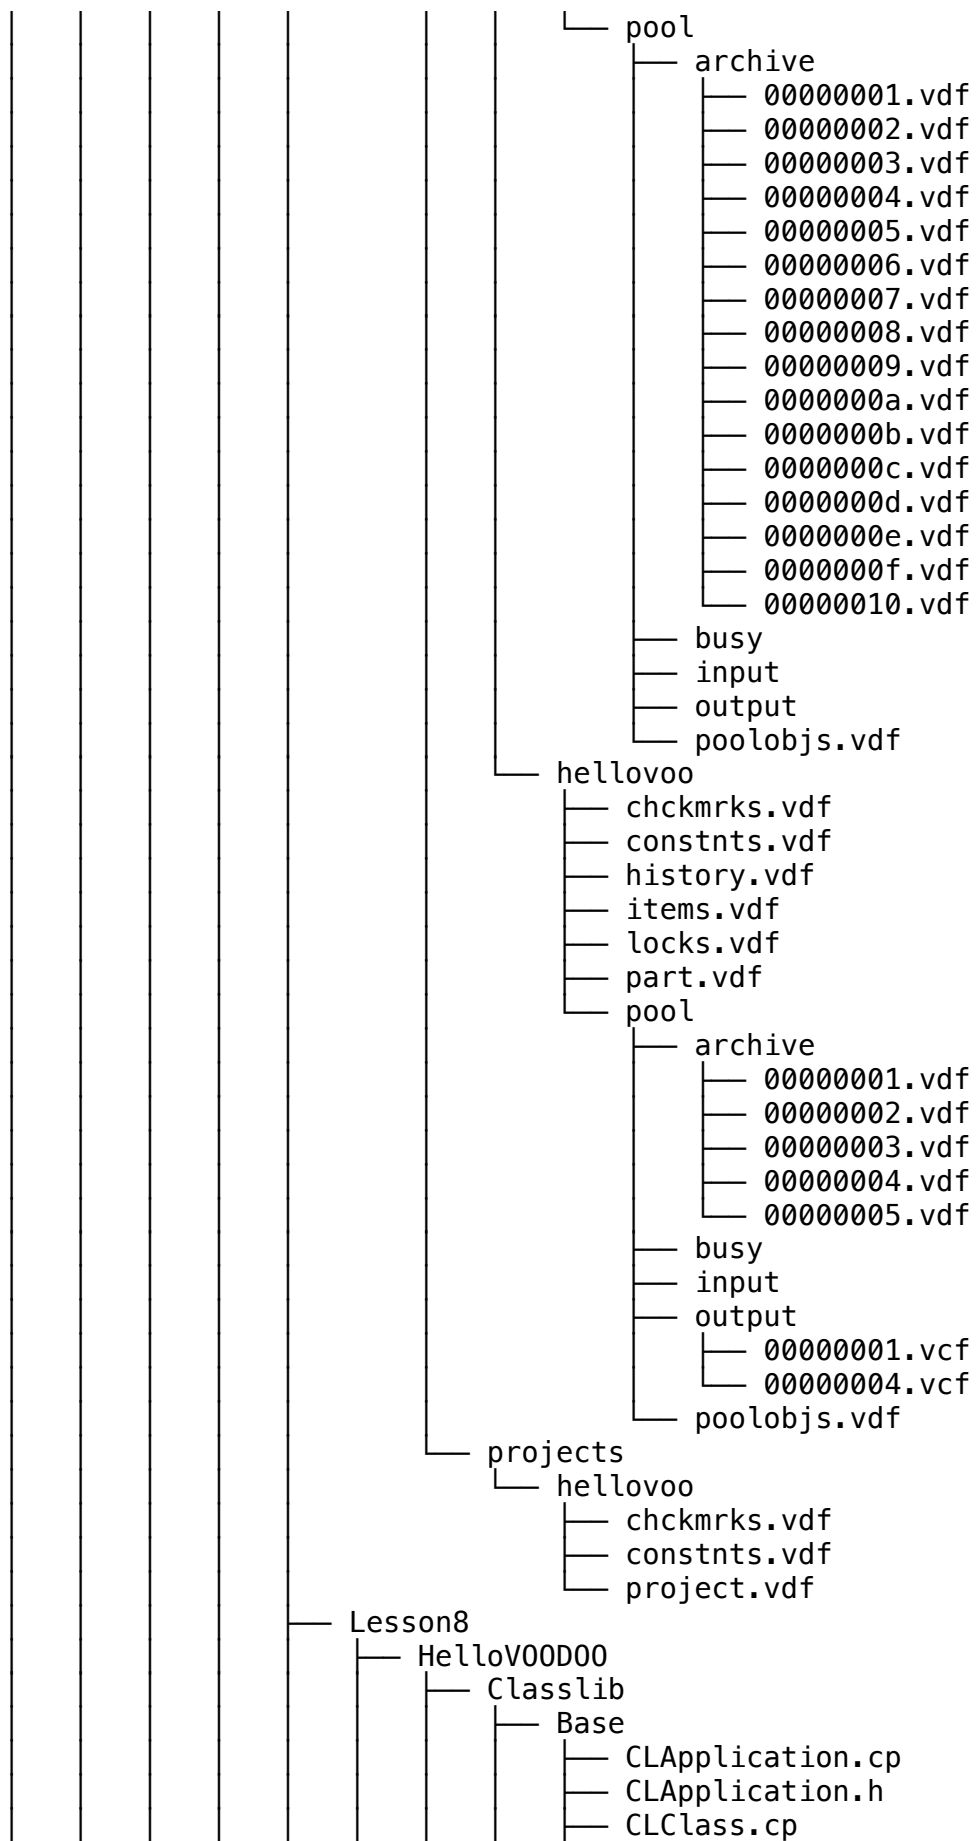 │   │   │   │   │       │   │   └── pool
│   │   │   │   │       │   │       ├── archive
│   │   │   │   │       │   │       │   ├── 00000001.vdf
│   │   │   │   │       │   │       │   ├── 00000002.vdf
│   │   │   │   │       │   │       │   ├── 00000003.vdf
│   │   │   │   │       │   │       │   ├── 00000004.vdf
│   │   │   │   │       │   │       │   ├── 00000005.vdf
│   │   │   │   │       │   │       │   ├── 00000006.vdf
│   │   │   │   │       │   │       │   ├── 00000007.vdf
│   │   │   │   │       │   │       │   ├── 00000008.vdf
│   │   │   │   │       │   │       │   ├── 00000009.vdf
│   │   │   │   │       │   │       │   ├── 0000000a.vdf
│   │   │   │   │       │   │       │   ├── 0000000b.vdf
│   │   │   │   │       │   │       │   ├── 0000000c.vdf
│   │   │   │   │       │   │       │   ├── 0000000d.vdf
│   │   │   │   │       │   │       │   ├── 0000000e.vdf
│   │   │   │   │       │   │       │   ├── 0000000f.vdf
│   │   │   │   │       │   │       │   └── 00000010.vdf
│   │   │   │   │       │   │       ├── busy
│   │   │   │   │       │   │       ├── input
│   │   │   │   │       │   │       ├── output
│   │   │   │   │       │   │       └── poolobjs.vdf
│   │   │   │   │       │   └── hellovoo
│   │   │   │   │       │       ├── chckmrks.vdf
│   │   │   │   │       │       ├── constnts.vdf
│   │   │   │   │       │       ├── history.vdf
│   │   │   │   │       │       ├── items.vdf
│   │   │   │   │       │       ├── locks.vdf
│   │   │   │   │       │       ├── part.vdf
│   │   │   │   │       │       └── pool
│   │   │   │   │       │           ├── archive
│   │   │   │   │       │           │   ├── 00000001.vdf
│   │   │   │   │       │           │   ├── 00000002.vdf
│   │   │   │   │       │           │   ├── 00000003.vdf
│   │   │   │   │       │           │   ├── 00000004.vdf
│   │   │   │   │       │           │   └── 00000005.vdf
│   │   │   │   │       │           ├── busy
│   │   │   │   │       │           ├── input
│   │   │   │   │       │           ├── output
│   │   │   │   │       │           │   ├── 00000001.vcf
│   │   │   │   │       │           │   └── 00000004.vcf
│   │   │   │   │       │           └── poolobjs.vdf
│   │   │   │   │       └── projects
│   │   │   │   │           └── hellovoo
│   │   │   │   │               ├── chckmrks.vdf
│   │   │   │   │               ├── constnts.vdf
│   │   │   │   │               └── project.vdf
│   │   │   │   ├── Lesson8
│   │   │   │   │   ├── HelloVOODOO
│   │   │   │   │   │   ├── Classlib
│   │   │   │   │   │   │   ├── Base
│   │   │   │   │   │   │   │   ├── CLApplication.cp
│   │   │   │   │   │   │   │   ├── CLApplication.h
│   │   │   │   │   │   │   │   ├── CLClass.cp